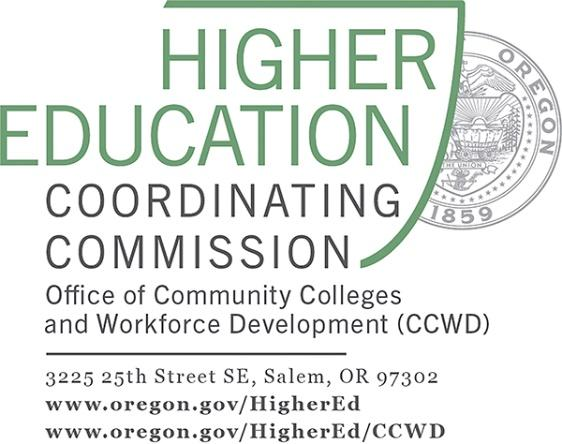 HIGHER
EDUCATION
COORDINATING
COMMISSION
OREGON
THE UNION
1859
Office of Community Colleges
and Workforce Development (CCWD)
3225 25th Street SE, Salem, OR 97302
www.oregon.gov/HigherEd
www.oregon.gov/HigherEd/CCWD